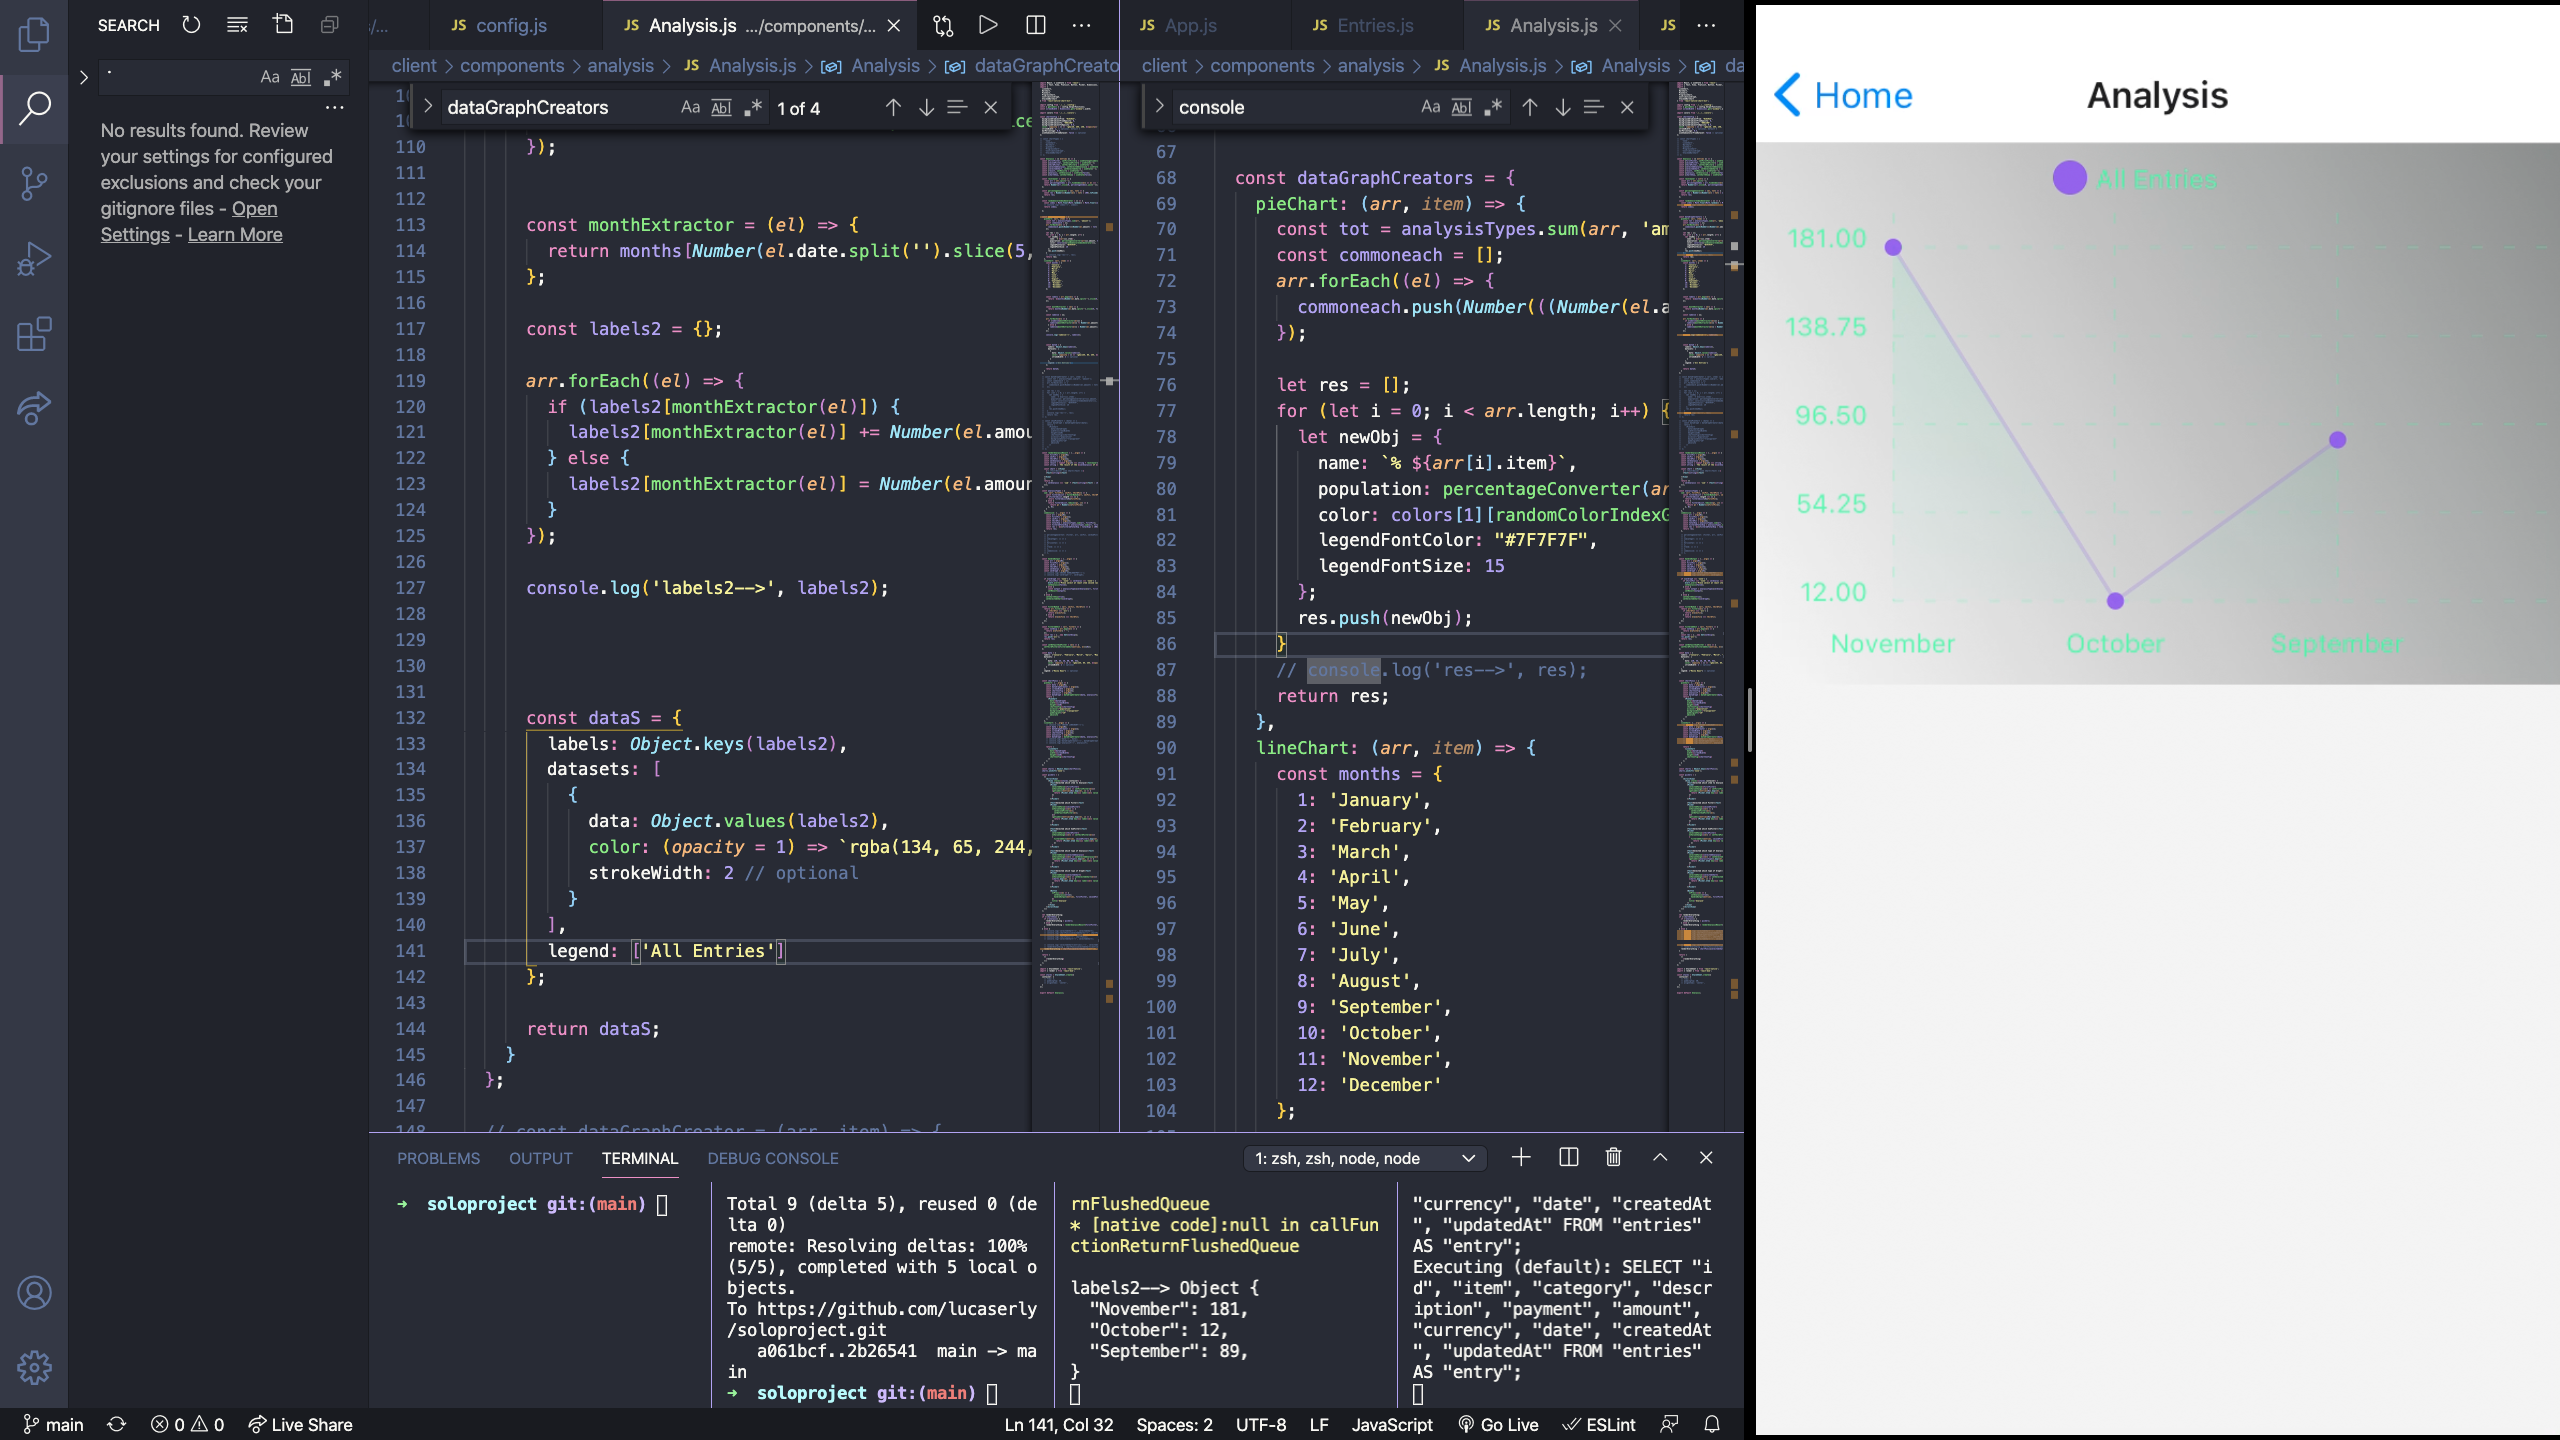 SEARCH
Aa
No results found. Review
your settings for configured
exclusions and check your
gitignore files - Open
Settings - Learn More
JS config.js
JS Analysis.js .../components/...
client > components > analysis > JS Analysis.js > Analysis > dataGraphCreato
dataGraphCreators
Aa Abl 1 of 4
110 });
111
112
113 const monthExtractor = (el) => {
114 return months[Number(el.date.split('').slice(5,
115 };
116
117 const labels2 = {};
118
119 arr.forEach((el) => {
120 if (labels2[monthExtractor(el)]) {
121 labels2[monthExtractor(el)] += Number(el.amou
122 } else {
123 labels2[monthExtractor(el)] = Number(el.amoun
124 }
125 });
126
127 console.log('labels2-->', labels2);
128
129
130
131
132 const dataS = {
133 labels: Object.keys(labels2),
134 datasets: [
135 {
136 data: Object.values(labels2),
137 color: (opacity = 1) => `rgba(134, 65, 244,
138 strokeWidth: 2 // optional
139 }
140 ],
141 legend: ['All Entries']
142 };
143
144 return dataS;
145 }
146 };
147
148 // const dataGraphCreator = (arr, item) => {
JS App.js
JS Entries.js
JS Analysis.js
JS
client > components > analysis > JS Analysis.js > Analysis > da
console
Aa Abl
67
68 const dataGraphCreators = {
69 pieChart: (arr, item) => {
70 const tot = analysisTypes.sum(arr, 'am
71 const commoneach = [];
72 arr.forEach((el) => {
73 commoneach.push(Number(((Number(el.a
74 });
75
76 let res = [];
77 for (let i = 0; i < arr.length; i++) {
78 let newObj = {
79 name: `% ${arr[i].item}`,
80 population: percentageConverter(ar
81 color: colors[1][randomColorIndexG
82 legendFontColor: "#7F7F7F",
83 legendFontSize: 15
84 };
85 res.push(newObj);
86 }
87 // console.log('res-->', res);
88 return res;
89 },
90 lineChart: (arr, item) => {
91 const months = {
92 1: 'January',
93 2: 'February',
94 3: 'March',
95 4: 'April',
96 5: 'May',
97 6: 'June',
98 7: 'July',
99 8: 'August',
100 9: 'September',
101 10: 'October',
102 11: 'November',
103 12: 'December'
104 };
PROBLEMS OUTPUT TERMINAL DEBUG CONSOLE
1: zsh, zsh, node, node
➜ soloproject git:(main)
Total 9 (delta 5), reused 0 (de
lta 0)
remote: Resolving deltas: 100%
(5/5), completed with 5 local o
bjects.
To https://github.com/lucaserly
/soloproject.git
a061bcf..2b26541 main -> ma
in
➜ soloproject git:(main)
rnFlushedQueue
* [native code]:null in callFun
ctionReturnFlushedQueue
labels2--> Object {
"November": 181,
"October": 12,
"September": 89,
}
"currency", "date", "createdAt
", "updatedAt" FROM "entries"
AS "entry";
Executing (default): SELECT "i
d", "item", "category", "descr
iption", "payment", "amount",
"currency", "date", "createdAt
", "updatedAt" FROM "entries"
AS "entry";
main 0 0 Live Share
Ln 141, Col 32 Spaces: 2 UTF-8 LF JavaScript Go Live ESLint
Home
Analysis
All Entries
181.00
138.75
96.50
54.25
12.00
November October September